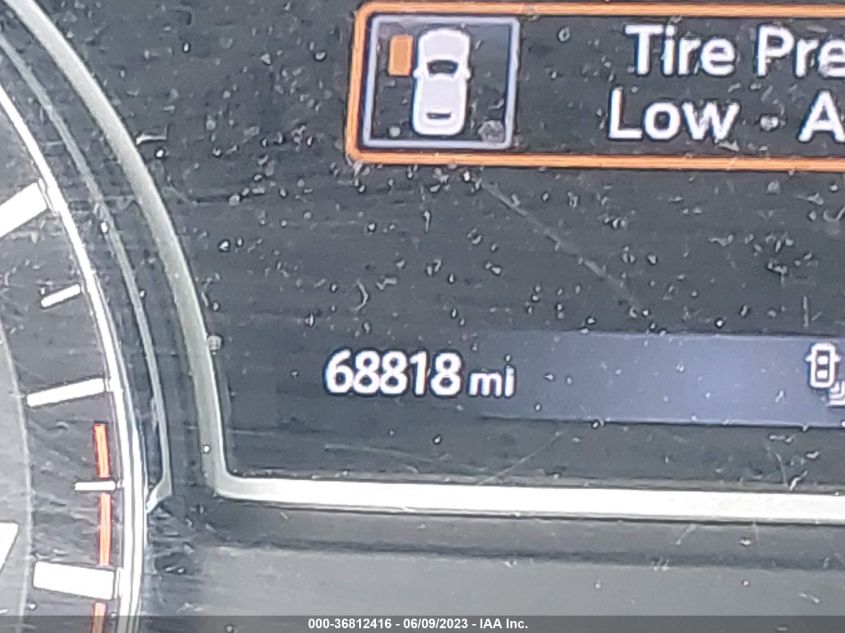 Tire Pre
Low - A
68818 mi
000-36812416 - 06/09/2023 - IAA Inc.